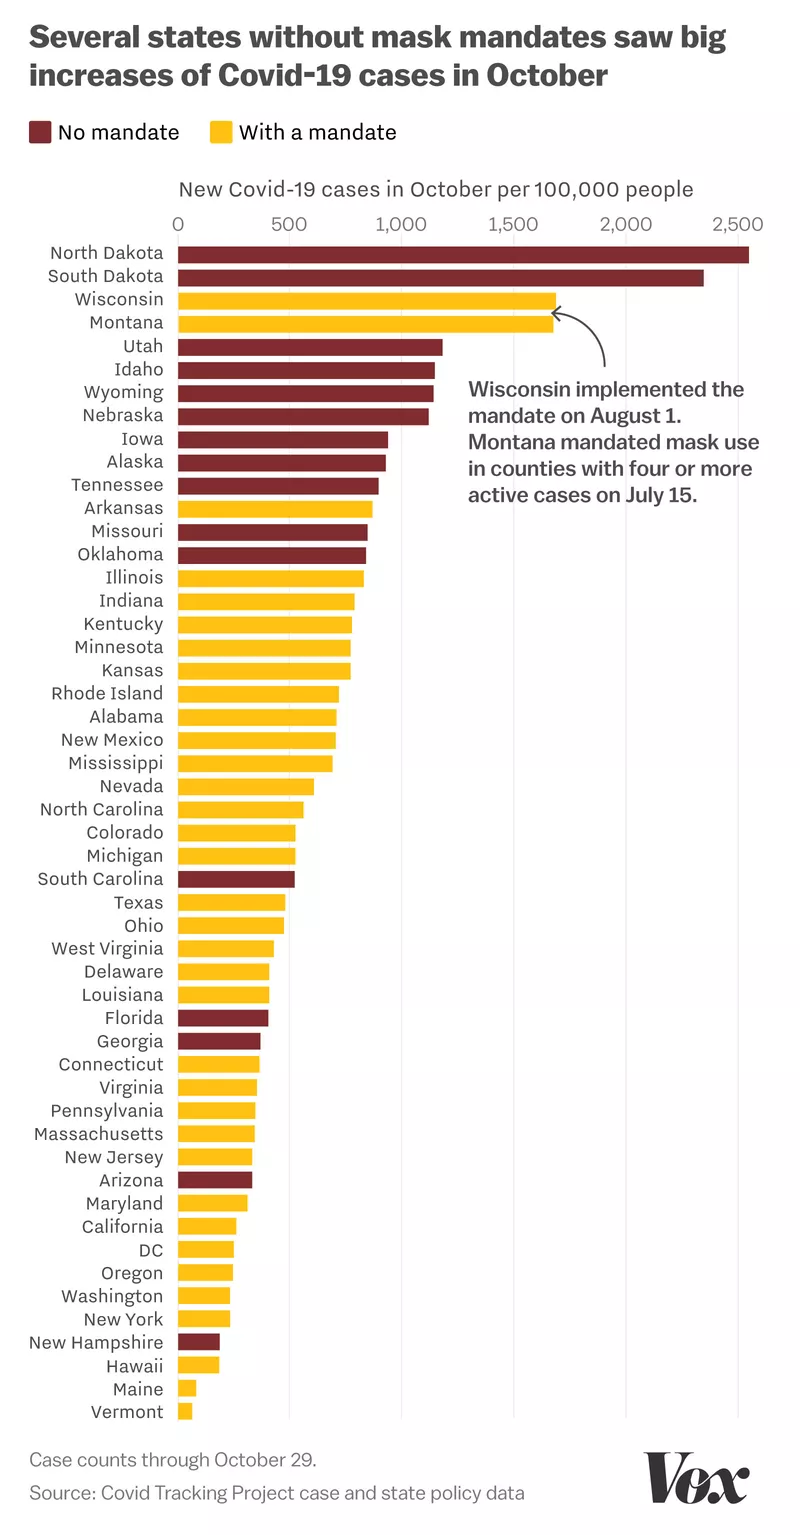 Several states without mask mandates saw big
increases of Covid-19 cases in October
No mandate
With a mandate
New Covid-19 cases in October per 100,000 people
0 500 1,000 1,500 2,000 2,500
North Dakota
South Dakota
Wisconsin
Montana
Utah
Idaho
Wyoming
Nebraska
Iowa
Alaska
Tennessee
Arkansas
Missouri
Oklahoma
Illinois
Indiana
Kentucky
Minnesota
Kansas
Rhode Island
Alabama
New Mexico
Mississippi
Nevada
North Carolina
Colorado
Michigan
South Carolina
Texas
Ohio
West Virginia
Delaware
Louisiana
Florida
Georgia
Connecticut
Virginia
Pennsylvania
Massachusetts
New Jersey
Arizona
Maryland
California
DC
Oregon
Washington
New York
New Hampshire
Hawaii
Maine
Vermont
Wisconsin implemented the
mandate on August 1.
Montana mandated mask use
in counties with four or more
active cases on July 15.
Case counts through October 29.
Source: Covid Tracking Project case and state policy data
Vox